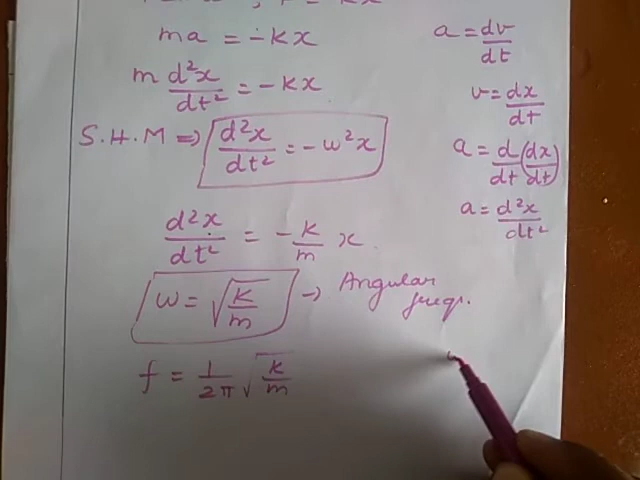 ma = -kx
m d²x/dt² = -kx
S.H.M ⇒ d²x/dt² = -ω²x
d²x/dt² = -k/m x
ω = √(k/m) → Angular freq.
f = 1/2π √(k/m)
a = dv/dt
v = dx/dt
a = d/dt (dx/dt)
a = d²x/dt²